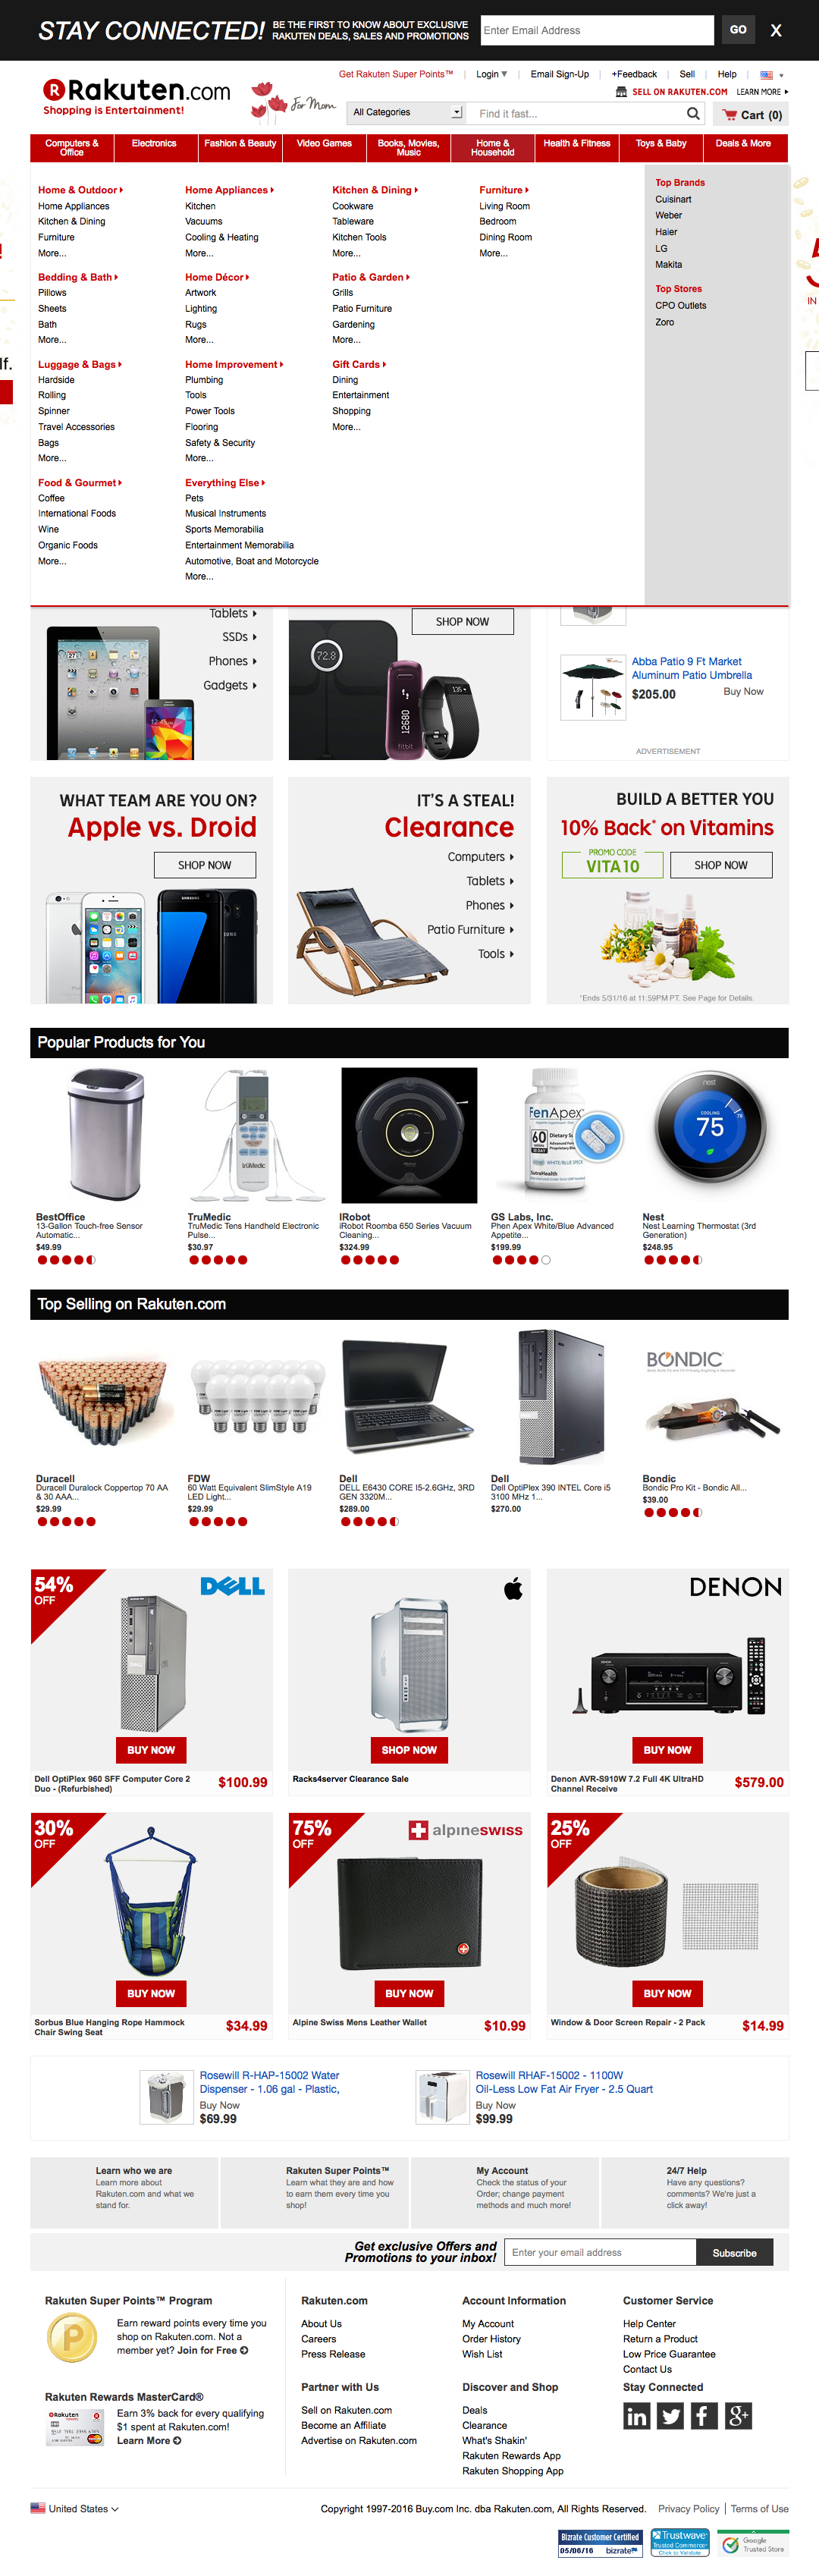 STAY CONNECTED! BE THE FIRST TO KNOW ABOUT EXCLUSIVE
RAKUTEN DEALS, SALES AND PROMOTIONS
Enter Email Address
GO
X
Get Rakuten Super Points™
Login
Email Sign-Up
+Feedback
Sell
Help
Rakuten.com
Shopping is Entertainment!
For Mom
SELL ON RAKUTEN.COM LEARN MORE
All Categories
Find it fast...
Cart (0)
Computers & Office
Electronics
Fashion & Beauty
Video Games
Books, Movies, Music
Home & Household
Health & Fitness
Toys & Baby
Deals & More
Home & Outdoor
Home Appliances
Kitchen & Dining
Furniture
More...
Home Appliances
Kitchen
Vacuums
Cooling & Heating
More...
Kitchen & Dining
Cookware
Tableware
Kitchen Tools
More...
Furniture
Living Room
Bedroom
Dining Room
More...
Bedding & Bath
Pillows
Sheets
Bath
More...
Home Décor
Artwork
Lighting
Rugs
More...
Patio & Garden
Grills
Patio Furniture
Gardening
More...
Luggage & Bags
Hardside
Rolling
Spinner
Travel Accessories
Bags
More...
Home Improvement
Plumbing
Tools
Power Tools
Flooring
Safety & Security
More...
Gift Cards
Dining
Entertainment
Shopping
More...
Food & Gourmet
Coffee
International Foods
Wine
Organic Foods
More...
Everything Else
Pets
Musical Instruments
Sports Memorabilia
Entertainment Memorabilia
Automotive, Boat and Motorcycle
More...
Top Brands
Cuisinart
Weber
Haier
LG
Makita
Top Stores
CPO Outlets
Zoro
lf.
IN
Tablets
SSDs
Phones
Gadgets
SHOP NOW
72.8
12680
fitbit
135
Abba Patio 9 Ft Market
Aluminum Patio Umbrella
$205.00
Buy Now
ADVERTISEMENT
WHAT TEAM ARE YOU ON?
Apple vs. Droid
SHOP NOW
SAMSUNG
IT'S A STEAL!
Clearance
Computers
Tablets
Phones
Patio Furniture
Tools
BUILD A BETTER YOU
10% Back* on Vitamins
PROMO CODE
VITA10
SHOP NOW
*Ends 5/31/16 at 11:59PM PT. See Page for Details.
Popular Products for You
truMedic
FenApex
60
nest
COOLING
75
BestOffice
13-Gallon Touch-free Sensor
Automatic...
$49.99
TruMedic
TruMedic Tens Handheld Electronic
Pulse...
$30.97
IRobot
iRobot Roomba 650 Series Vacuum
Cleaning...
$324.99
GS Labs, Inc.
Phen Apex White/Blue Advanced
Appetite...
$199.99
Nest
Nest Learning Thermostat (3rd
Generation)
$248.95
Top Selling on Rakuten.com
BONDIC
Duracell
Duracell Duralock Coppertop 70 AA
& 30 AAA...
$29.99
FDW
60 Watt Equivalent SlimStyle A19
LED Light...
$29.99
Dell
DELL E6430 CORE I5-2.6GHz, 3RD
GEN 3320M...
$289.00
Dell
Dell OptiPlex 390 INTEL Core i5
3100 MHz 1...
$270.00
Bondic
Bondic Pro Kit - Bondic All...
$39.00
54%
OFF
DELL
BUY NOW
Dell OptiPlex 960 SFF Computer Core 2
Duo - (Refurbished)
$100.99
SHOP NOW
Racks4server Clearance Sale
DENON
BUY NOW
Denon AVR-S910W 7.2 Full 4K UltraHD
Channel Receive
$579.00
30%
OFF
BUY NOW
Sorbus Blue Hanging Rope Hammock
Chair Swing Seat
$34.99
75%
OFF
alpineswiss
BUY NOW
Alpine Swiss Mens Leather Wallet
$10.99
25%
OFF
BUY NOW
Window & Door Screen Repair - 2 Pack
$14.99
Rosewill R-HAP-15002 Water
Dispenser - 1.06 gal - Plastic,
Buy Now
$69.99
Rosewill RHAF-15002 - 1100W
Oil-Less Low Fat Air Fryer - 2.5 Quart
Buy Now
$99.99
Learn who we are
Learn more about
Rakuten.com and what we
stand for.
Rakuten Super Points™
Learn what they are and how
to earn them every time you
shop!
My Account
Check the status of your
Order; change payment
methods and much more!
24/7 Help
Have any questions?
comments? We're just a
click away!
Get exclusive Offers and
Promotions to your inbox!
Enter your email address
Subscribe
Rakuten Super Points™ Program
Earn reward points every time you
shop on Rakuten.com. Not a
member yet? Join for Free
Rakuten Rewards MasterCard®
Earn 3% back for every qualifying
$1 spent at Rakuten.com!
Learn More
Rakuten.com
About Us
Careers
Press Release
Account Information
My Account
Order History
Wish List
Customer Service
Help Center
Return a Product
Low Price Guarantee
Contact Us
Partner with Us
Sell on Rakuten.com
Become an Affiliate
Advertise on Rakuten.com
Discover and Shop
Deals
Clearance
What's Shakin'
Rakuten Rewards App
Rakuten Shopping App
Stay Connected
United States
Copyright 1997-2016 Buy.com Inc. dba Rakuten.com, All Rights Reserved.
Privacy Policy | Terms of Use
Bizrate Customer Certified
05/06/16 bizrate
Trustwave
Trusted Commerce
Click to Validate
Google
Trusted Store